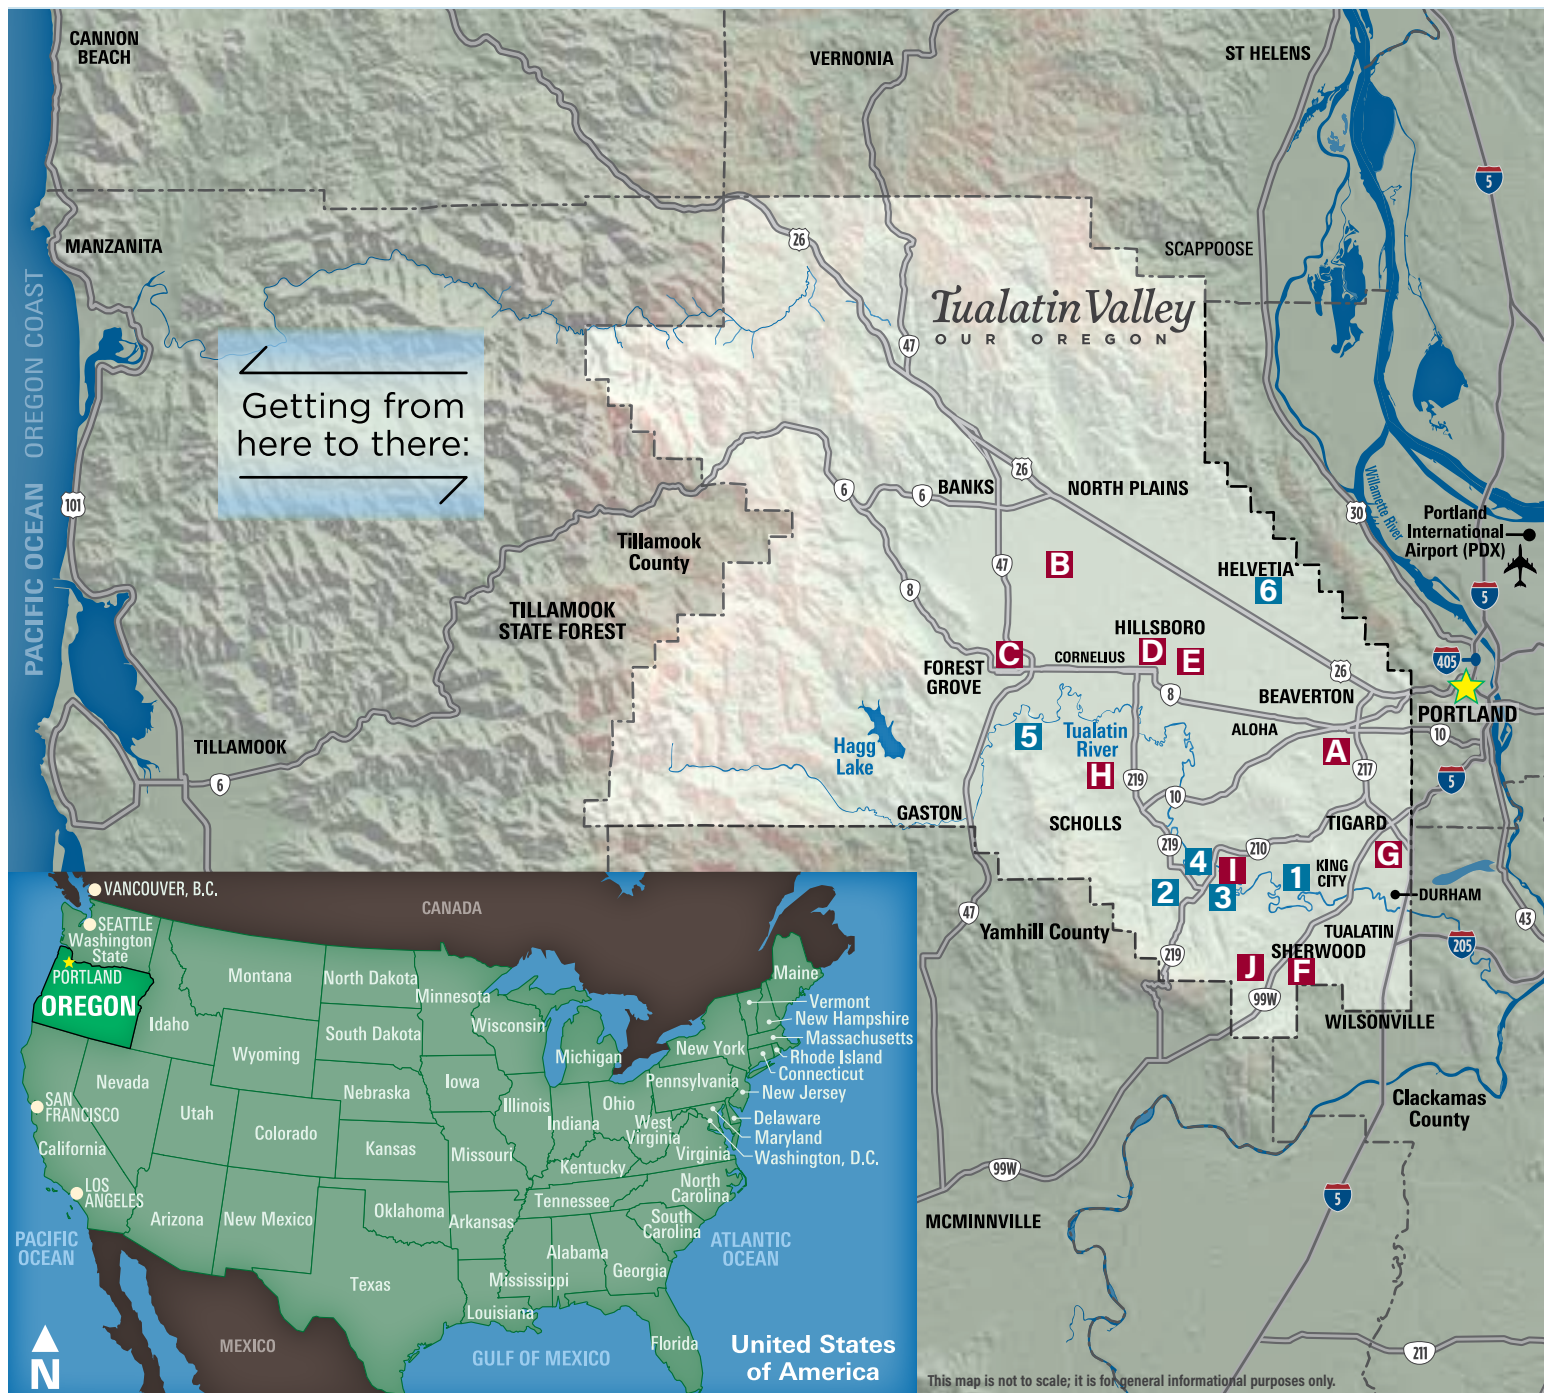 CANNON
BEACH
VERNONIA
ST HELENS
5
MANZANITA
26
SCAPPOOSE
Tualatin Valley
OUR OREGON
47
PACIFIC OCEAN OREGON COAST
Getting from
here to there:
101
26
6
6
BANKS
NORTH PLAINS
30
Willamette River
Portland
International
Airport (PDX)
Tillamook
County
47
B
HELVETIA
6
8
5
TILLAMOOK
STATE FOREST
HILLSBORO
C
CORNELIUS
D
E
405
FOREST
GROVE
26
8
BEAVERTON
PORTLAND
TILLAMOOK
Hagg
Lake
5
Tualatin
River
ALOHA
10
A
6
H
219
217
5
10
GASTON
SCHOLLS
TIGARD
219
210
4
I
G
2
3
1
KING
CITY
DURHAM
47
43
Yamhill County
TUALATIN
205
219
SHERWOOD
J
F
99W
WILSONVILLE
Clackamas
County
99W
5
MCMINNVILLE
211
This map is not to scale; it is for general informational purposes only.
VANCOUVER, B.C.
CANADA
SEATTLE
Washington
State
PORTLAND
OREGON
Montana
North Dakota
Minnesota
Maine
Idaho
Wyoming
South Dakota
Wisconsin
Michigan
New York
Vermont
New Hampshire
Massachusetts
Rhode Island
Connecticut
Nevada
Nebraska
Iowa
Pennsylvania
New Jersey
SAN
FRANCISCO
Utah
Colorado
Illinois
Indiana
Ohio
West
Virginia
Delaware
Maryland
Washington, D.C.
California
Kansas
Missouri
Kentucky
Virginia
LOS
ANGELES
Arizona
New Mexico
Oklahoma
Arkansas
Tennessee
North
Carolina
South
Carolina
PACIFIC
OCEAN
Texas
Mississippi
Alabama
Georgia
ATLANTIC
OCEAN
Louisiana
Florida
MEXICO
GULF OF MEXICO
United States
of America
N